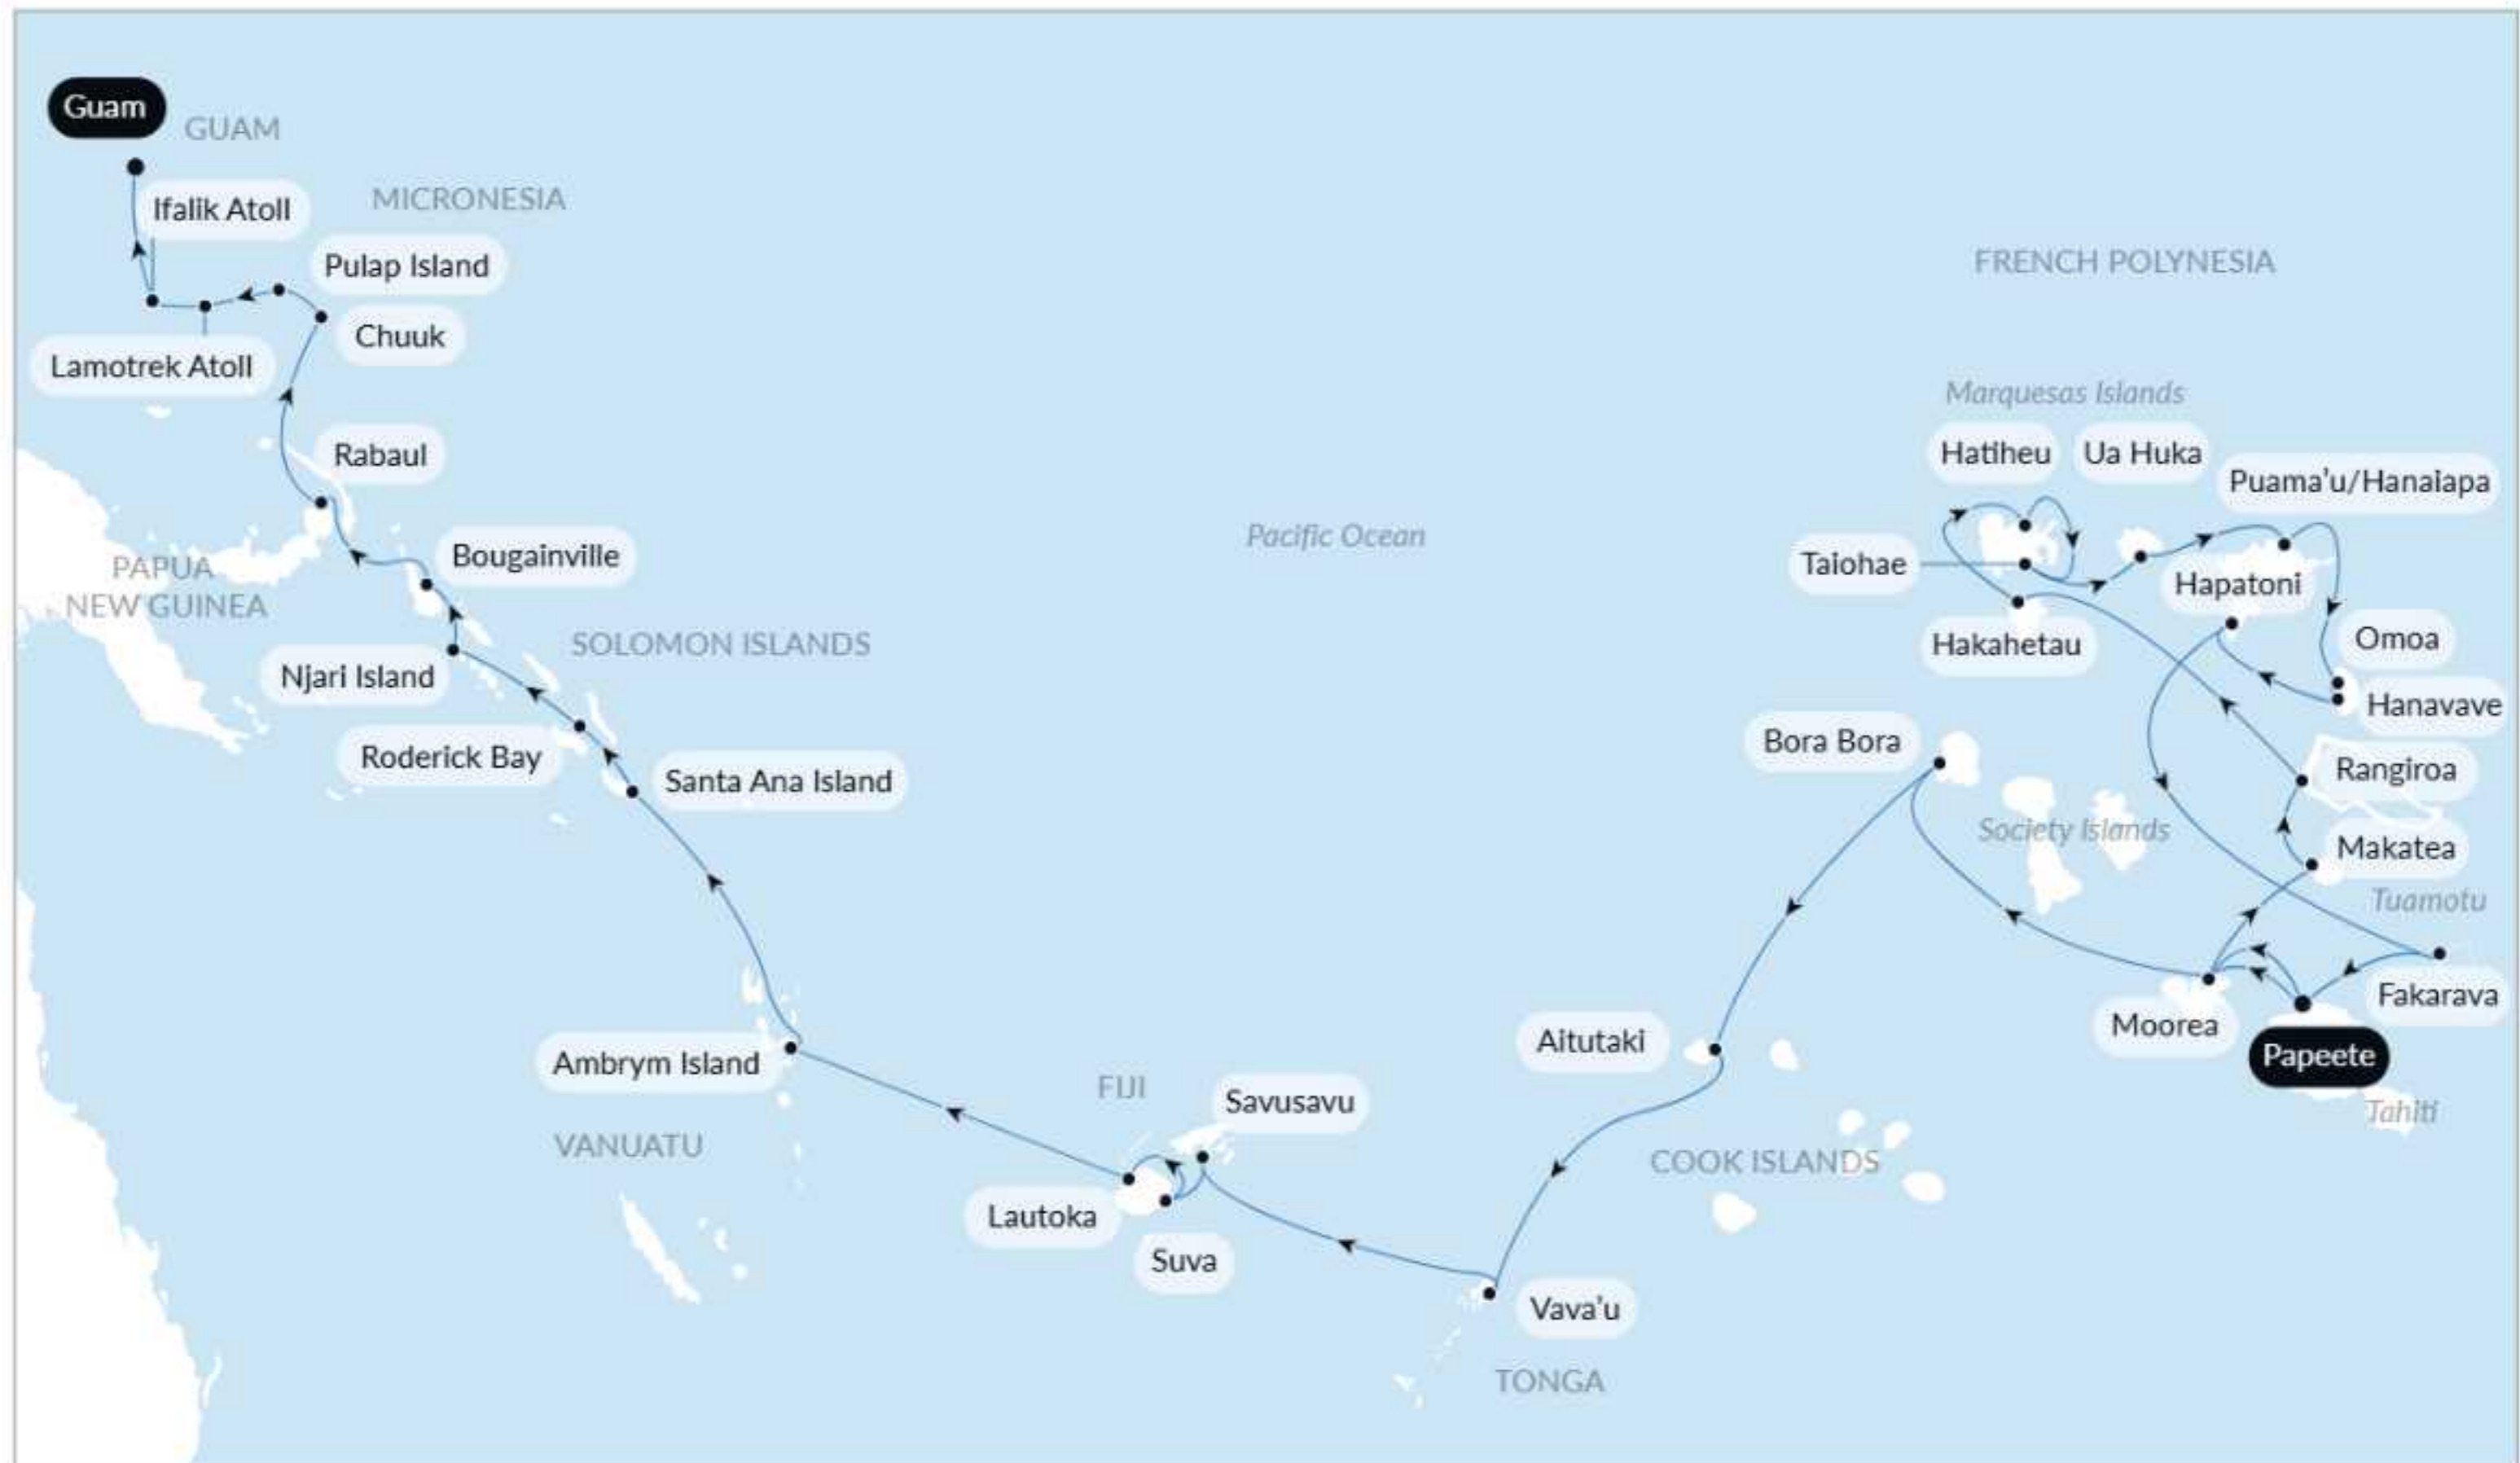 Guam
GUAM
Ifalik Atoll
MICRONESIA
Pulap Island
Chuuk
Lamotrek Atoll
Rabaul
Bougainville
PAPUA
NEW GUINEA
SOLOMON ISLANDS
Njari Island
Roderick Bay
Santa Ana Island
Ambrym Island
VANUATU
FIJI
Savusavu
Lautoka
Suva
Vava'u
TONGA
Aitutaki
COOK ISLANDS
Pacific Ocean
FRENCH POLYNESIA
Marquesas Islands
Hatiheu
Ua Huka
Puama'u/Hanaiapa
Taiohae
Hapatoni
Hakahetau
Omoa
Hanavave
Bora Bora
Rangiroa
Society Islands
Makatea
Tuamotu
Fakarava
Moorea
Papeete
Tahiti